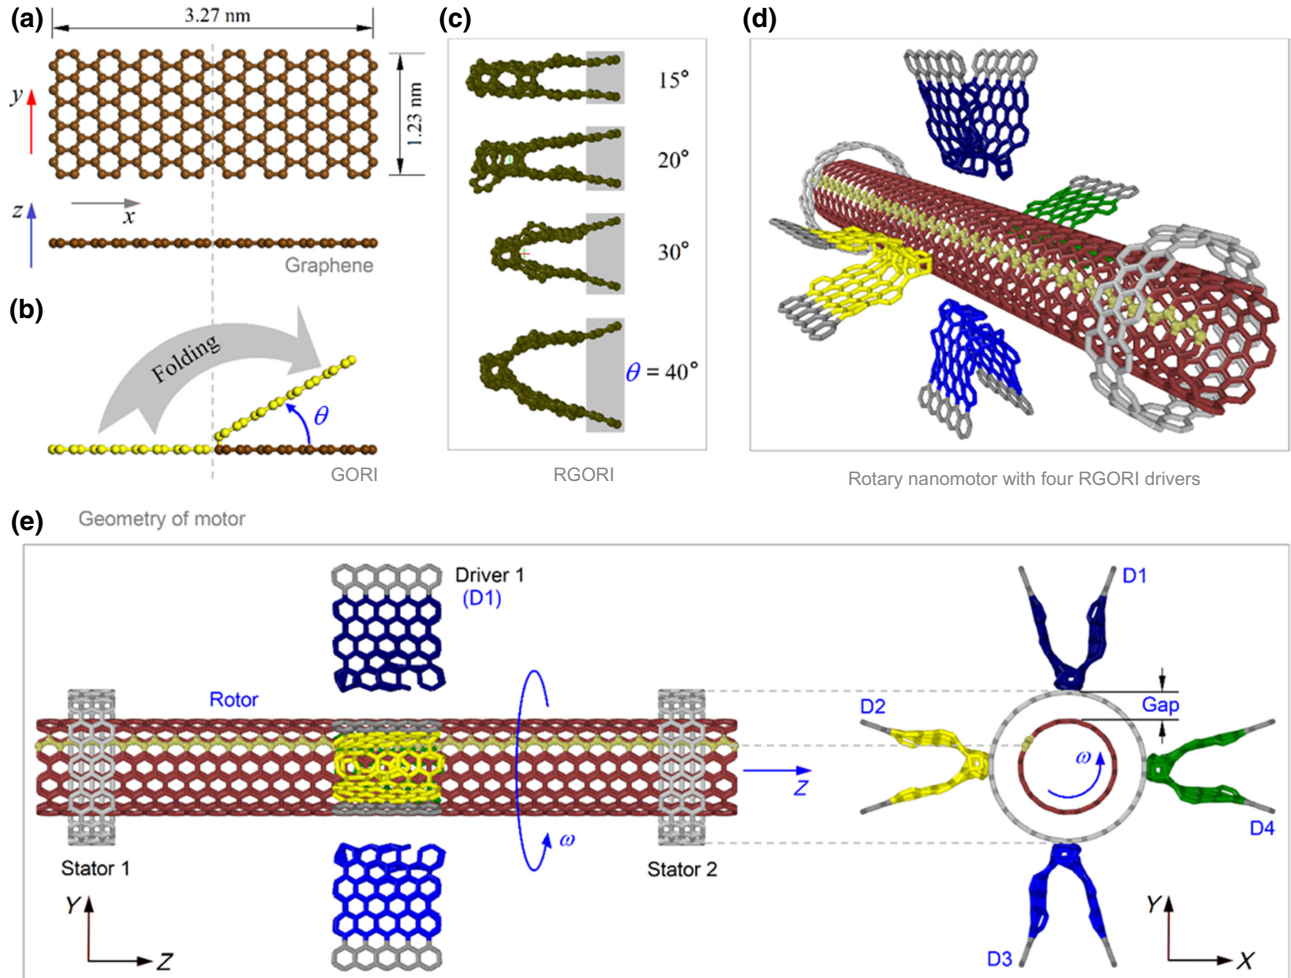 (a)
3.27 nm
y
1.23 nm
z
x
Graphene
(b)
Folding
θ
GORI
(c)
15°
20°
30°
θ = 40°
RGORI
(d)
Rotary nanomotor with four RGORI drivers
(e)
Geometry of motor
Driver 1
(D1)
Rotor
Z
ω
Stator 1
Stator 2
Y
Z
D1
Gap
D2
ω
D4
D3
Y
X